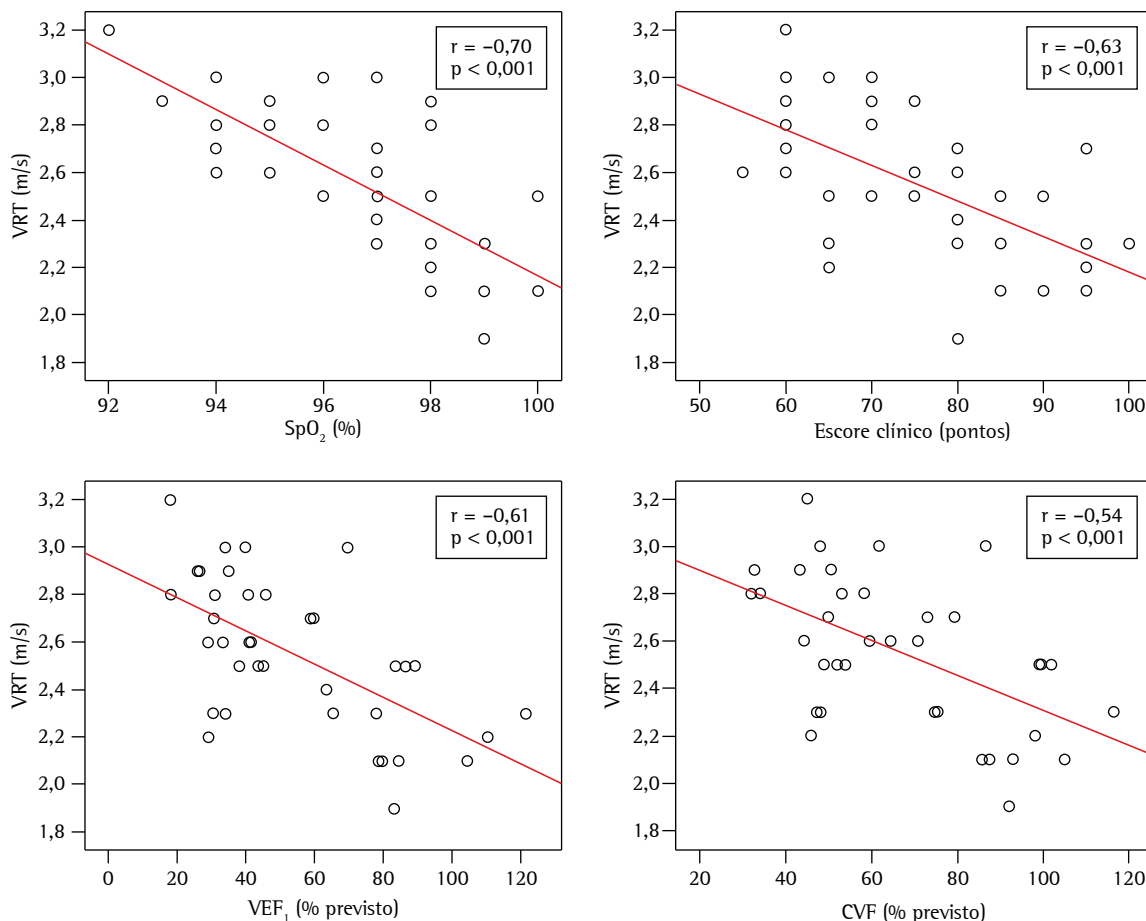 3,2
3,0
2,8
2,6
2,4
2,2
2,0
1,8
VRT (m/s)
r = –0,70
p < 0,001
92 94 96 98 100
SpO₂ (%)
3,2
3,0
2,8
2,6
2,4
2,2
2,0
1,8
VRT (m/s)
r = –0,63
p < 0,001
50 60 70 80 90 100
Escore clínico (pontos)
3,2
3,0
2,8
2,6
2,4
2,2
2,0
1,8
VRT (m/s)
r = –0,61
p < 0,001
0 20 40 60 80 100 120
VEF₁ (% previsto)
3,2
3,0
2,8
2,6
2,4
2,2
2,0
1,8
VRT (m/s)
r = –0,54
p < 0,001
20 40 60 80 100 120
CVF (% previsto)